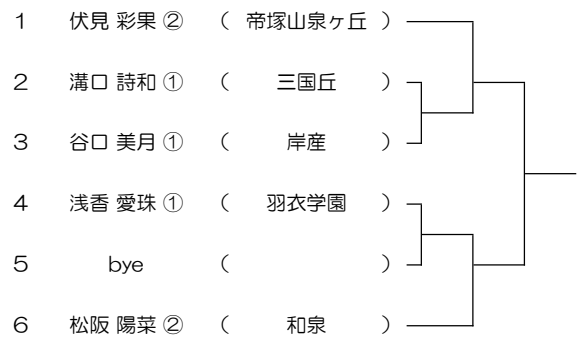 1 伏見 彩果 ② ( 帝塚山泉ヶ丘 )
2 溝口 詩和 ① ( 三国丘 )
3 谷口 美月 ① ( 岸産 )
4 浅香 愛珠 ① ( 羽衣学園 )
5 bye ( )
6 松阪 陽菜 ② ( 和泉 )